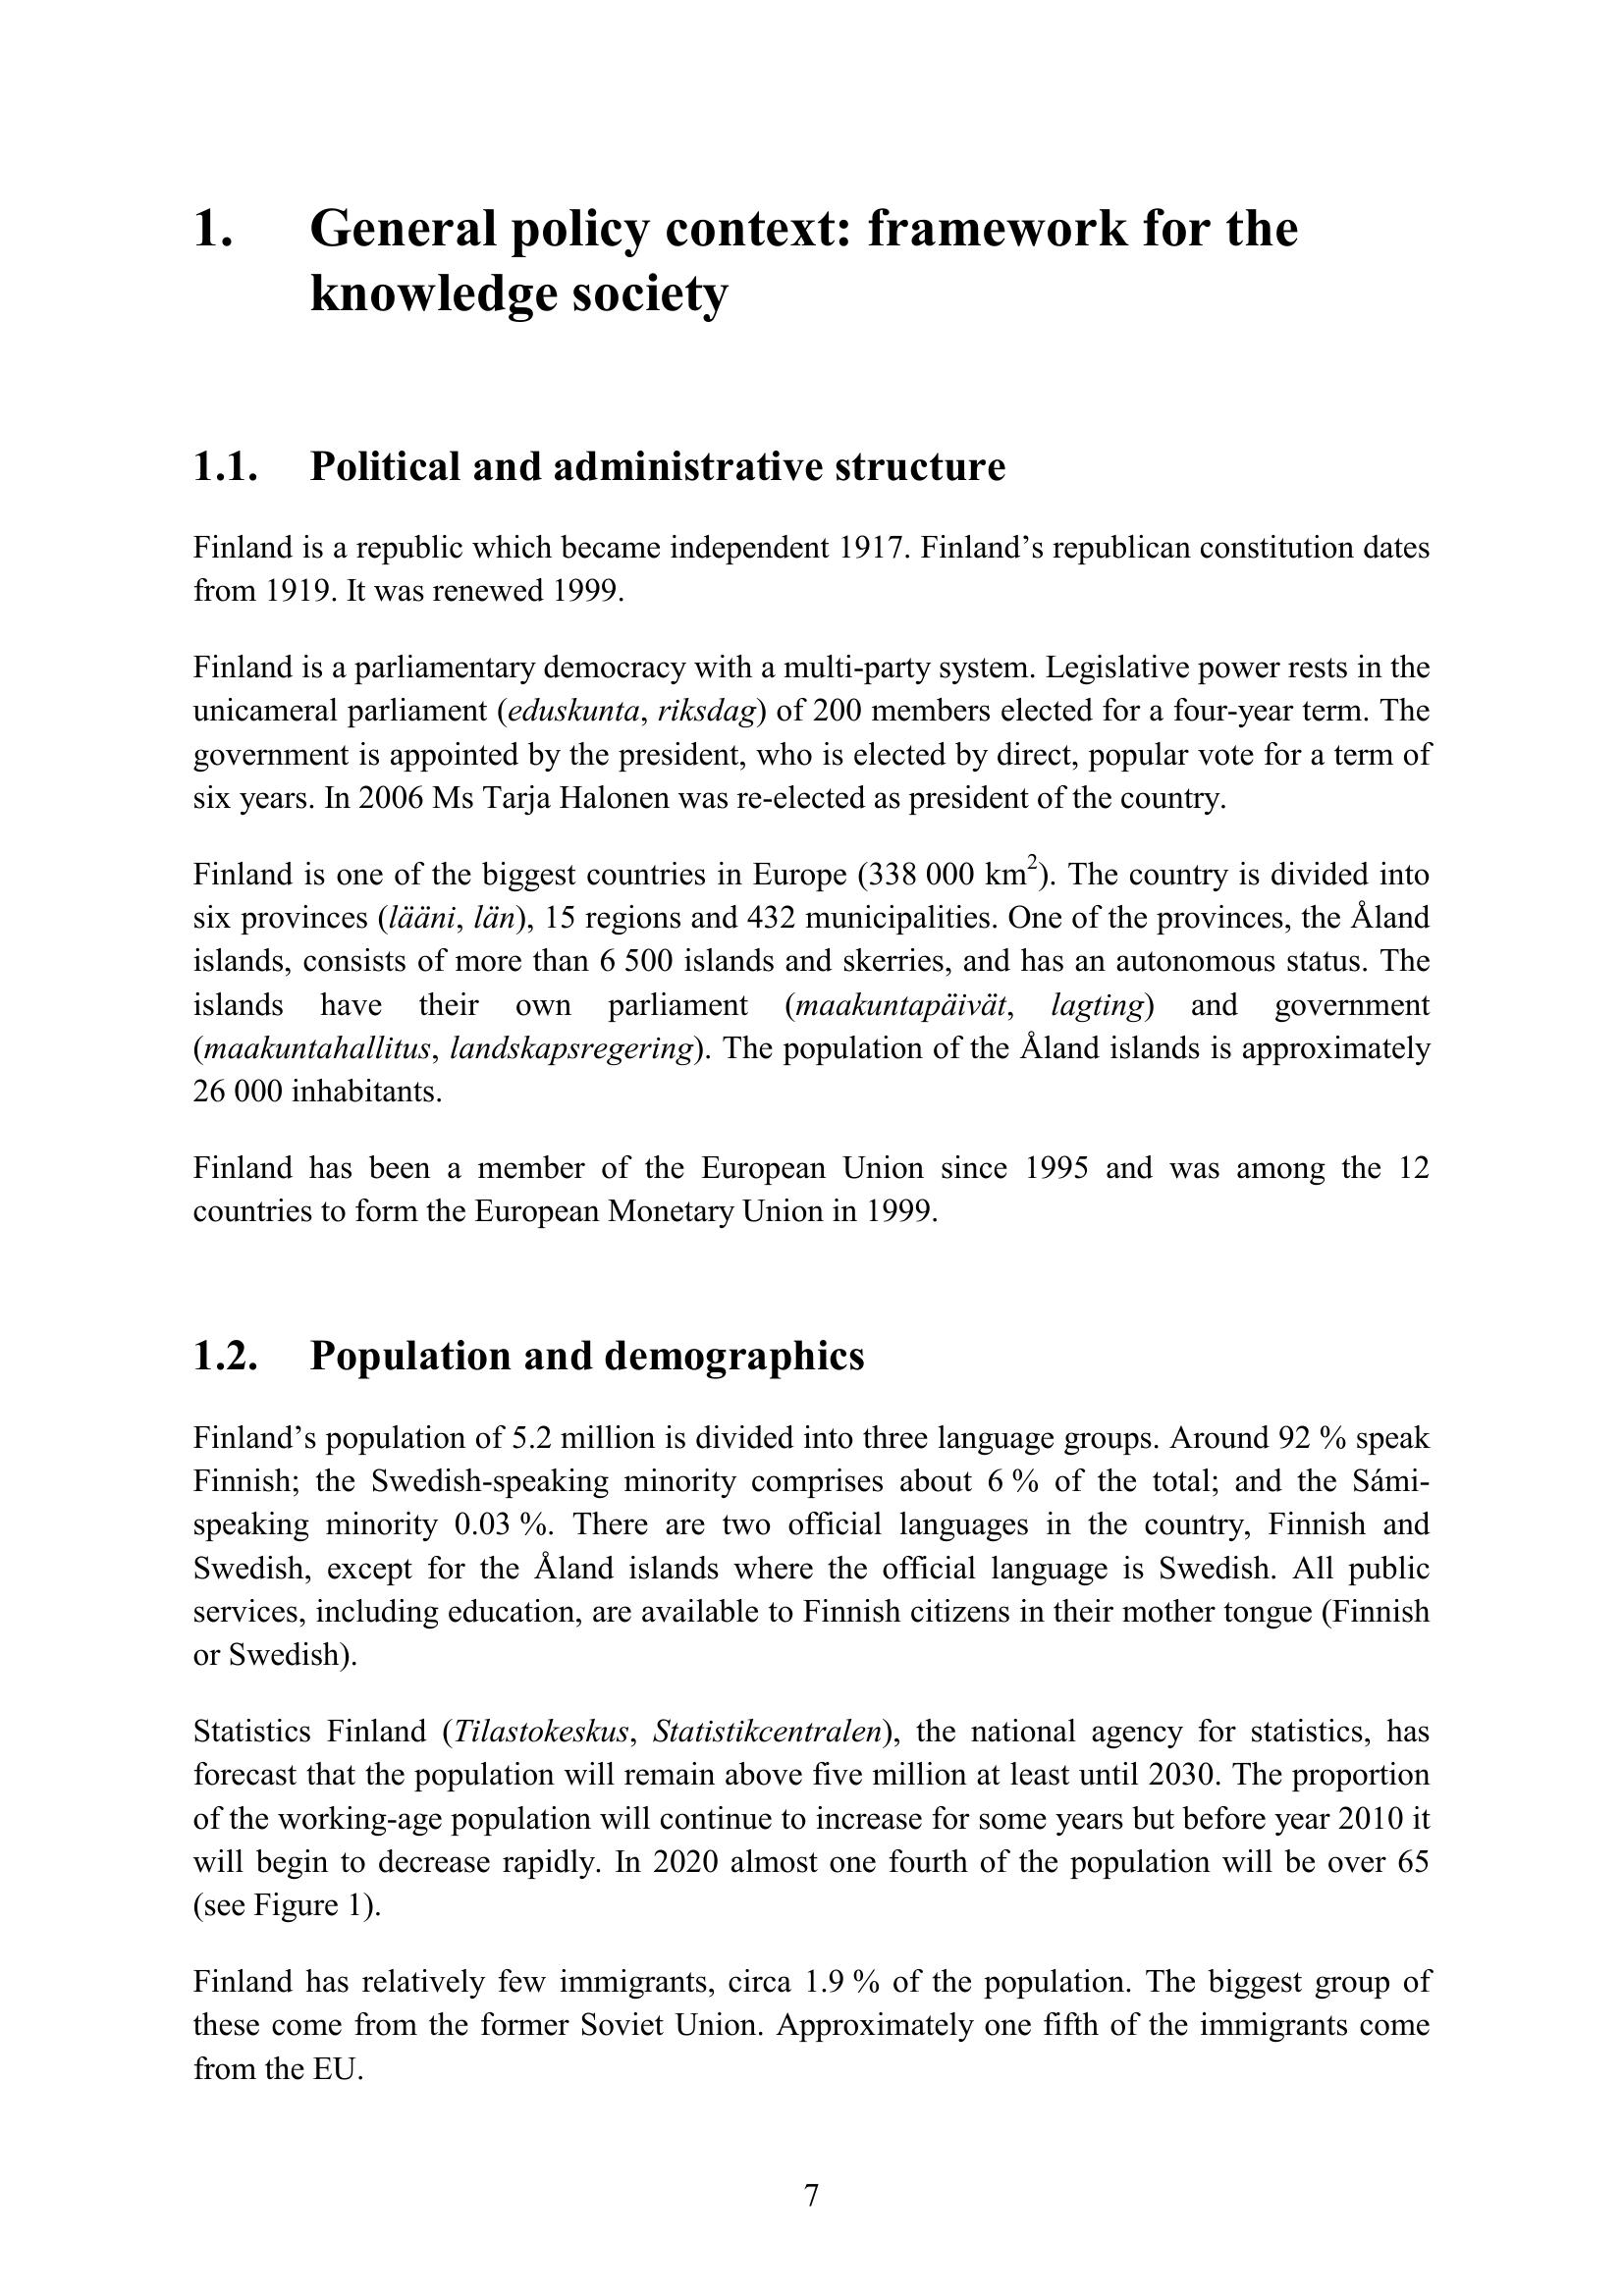 1. General policy context: framework for the
knowledge society
1.1. Political and administrative structure
Finland is a republic which became independent 1917. Finland’s republican constitution dates
from 1919. It was renewed 1999.
Finland is a parliamentary democracy with a multi-party system. Legislative power rests in the
unicameral parliament (eduskunta, riksdag) of 200 members elected for a four-year term. The
government is appointed by the president, who is elected by direct, popular vote for a term of
six years. In 2006 Ms Tarja Halonen was re-elected as president of the country.
Finland is one of the biggest countries in Europe (338 000 km²). The country is divided into
six provinces (lääni, län), 15 regions and 432 municipalities. One of the provinces, the Åland
islands, consists of more than 6 500 islands and skerries, and has an autonomous status. The
islands have their own parliament (maakuntapäivät, lagting) and government
(maakuntahallitus, landskapsregering). The population of the Åland islands is approximately
26 000 inhabitants.
Finland has been a member of the European Union since 1995 and was among the 12
countries to form the European Monetary Union in 1999.
1.2. Population and demographics
Finland’s population of 5.2 million is divided into three language groups. Around 92 % speak
Finnish; the Swedish-speaking minority comprises about 6 % of the total; and the Sámi-
speaking minority 0.03 %. There are two official languages in the country, Finnish and
Swedish, except for the Åland islands where the official language is Swedish. All public
services, including education, are available to Finnish citizens in their mother tongue (Finnish
or Swedish).
Statistics Finland (Tilastokeskus, Statistikcentralen), the national agency for statistics, has
forecast that the population will remain above five million at least until 2030. The proportion
of the working-age population will continue to increase for some years but before year 2010 it
will begin to decrease rapidly. In 2020 almost one fourth of the population will be over 65
(see Figure 1).
Finland has relatively few immigrants, circa 1.9 % of the population. The biggest group of
these come from the former Soviet Union. Approximately one fifth of the immigrants come
from the EU.
7